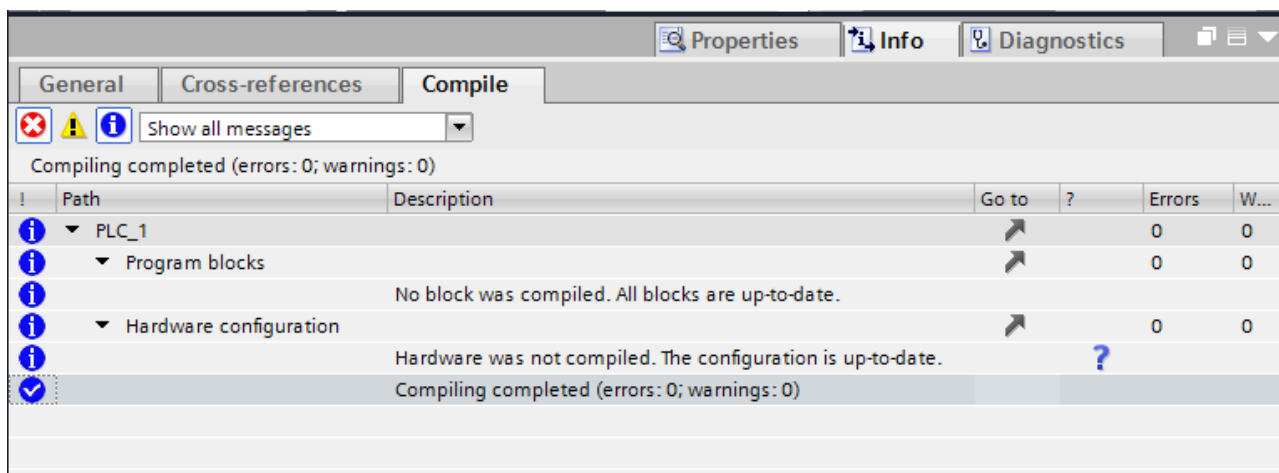 Properties Info Diagnostics
General Cross-references Compile
Show all messages
Compiling completed (errors: 0; warnings: 0)
! Path Description Go to ? Errors W...
PLC_1 0 0
Program blocks 0 0
No block was compiled. All blocks are up-to-date.
Hardware configuration 0 0
Hardware was not compiled. The configuration is up-to-date. ?
Compiling completed (errors: 0; warnings: 0)